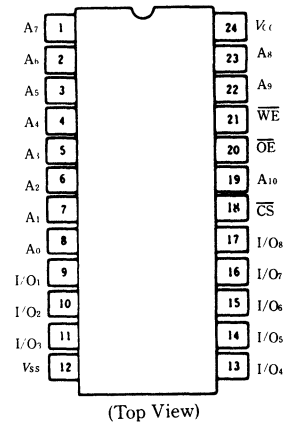 A7 1 24 Vcc
A6 2 23 A8
A5 3 22 A9
A4 4 21 WE
A3 5 20 OE
A2 6 19 A10
A1 7 18 CS
A0 8 17 I/O8
I/O1 9 16 I/O7
I/O2 10 15 I/O6
I/O3 11 14 I/O5
Vss 12 13 I/O4
(Top View)